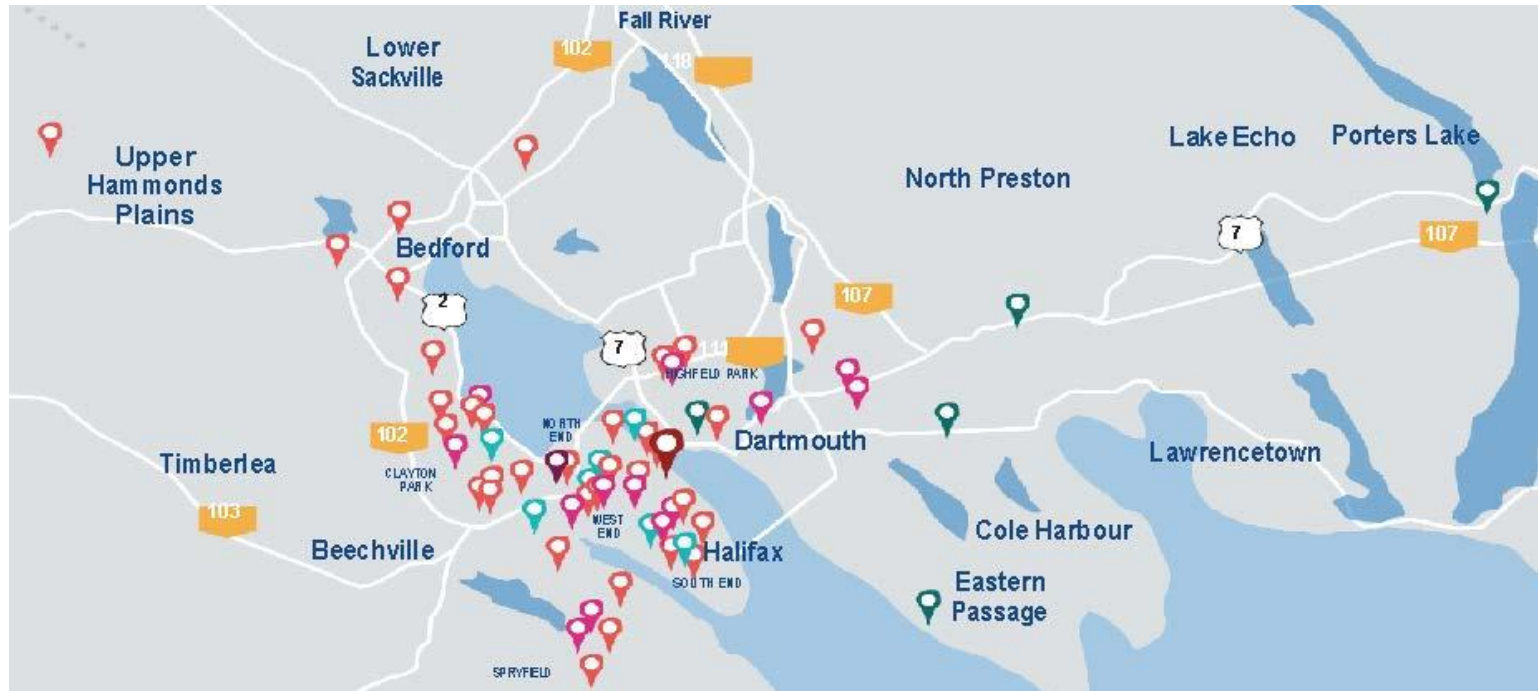 Fall River
Lower
Sackville
102
118
Lake Echo
Porters Lake
Upper
Hammonds
Plains
North Preston
Bedford
7
107
2
107
7
HIGHFELD PARK
NORTH
END
Dartmouth
102
Timberlea
CLAYTON
PARK
Lawrencetown
103
WEST
END
Beechville
Halifax
Cole Harbour
SOUTH END
Eastern
Passage
SPRYFIELD